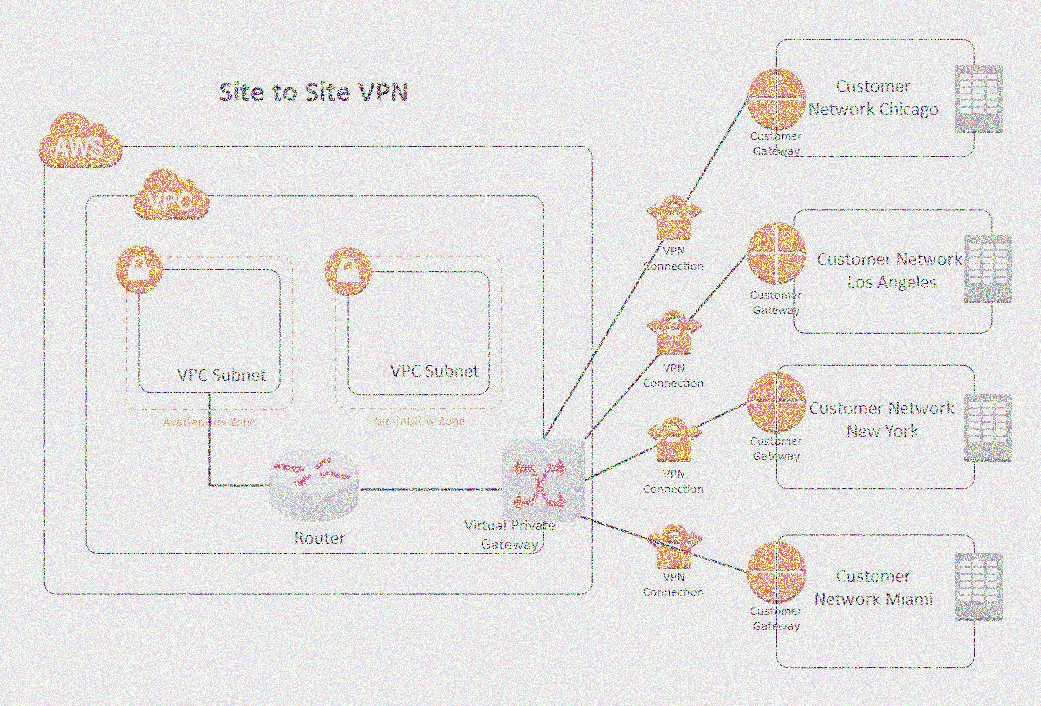 Site to Site VPN
AWS
VPC
VPC Subnet
VPC Subnet
Availability Zone
Availability Zone
Router
Virtual Private
Gateway
VPN
Connection
VPN
Connection
VPN
Connection
VPN
Connection
Customer
Gateway
Customer
Network Chicago
Customer
Gateway
Customer Network
Los Angeles
Customer
Gateway
Customer Network
New York
Customer
Gateway
Customer
Network Miami